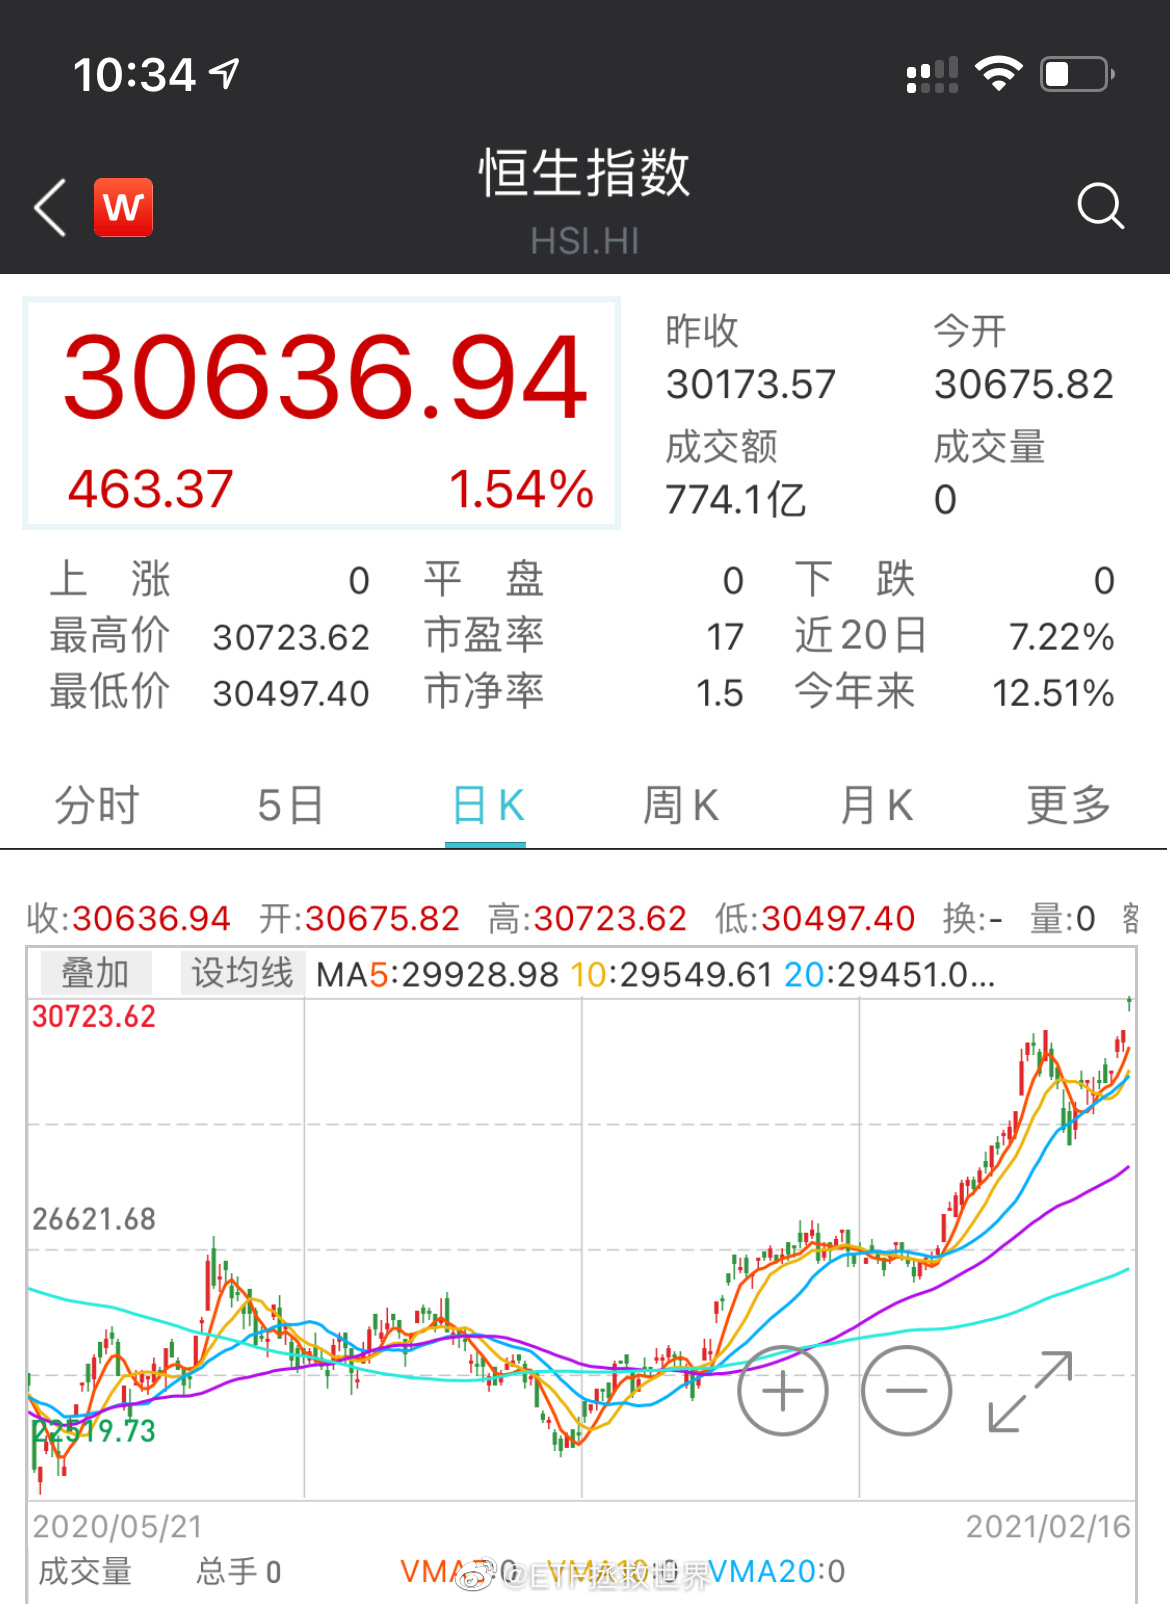 10:34
恒生指数
W
HSI.HI
30636.94
463.37 1.54%
昨收 今开
30173.57 30675.82
成交额 成交量
774.1亿 0
上涨 0 平盘 0 下跌 0
最高价 30723.62 市盈率 17 近20日 7.22%
最低价 30497.40 市净率 1.5 今年来 12.51%
分时 5日 日K 周K 月K 更多
收:30636.94 开:30675.82 高:30723.62 低:30497.40 换:- 量:0
叠加 设均线 MA5:29928.98 10:29549.61 20:29451.0...
30723.62
26621.68
22519.73
2020/05/21 2021/02/16
成交量 总手 0 VMA5:0 VMA10:0 VMA20:0
@ETF拯救世界